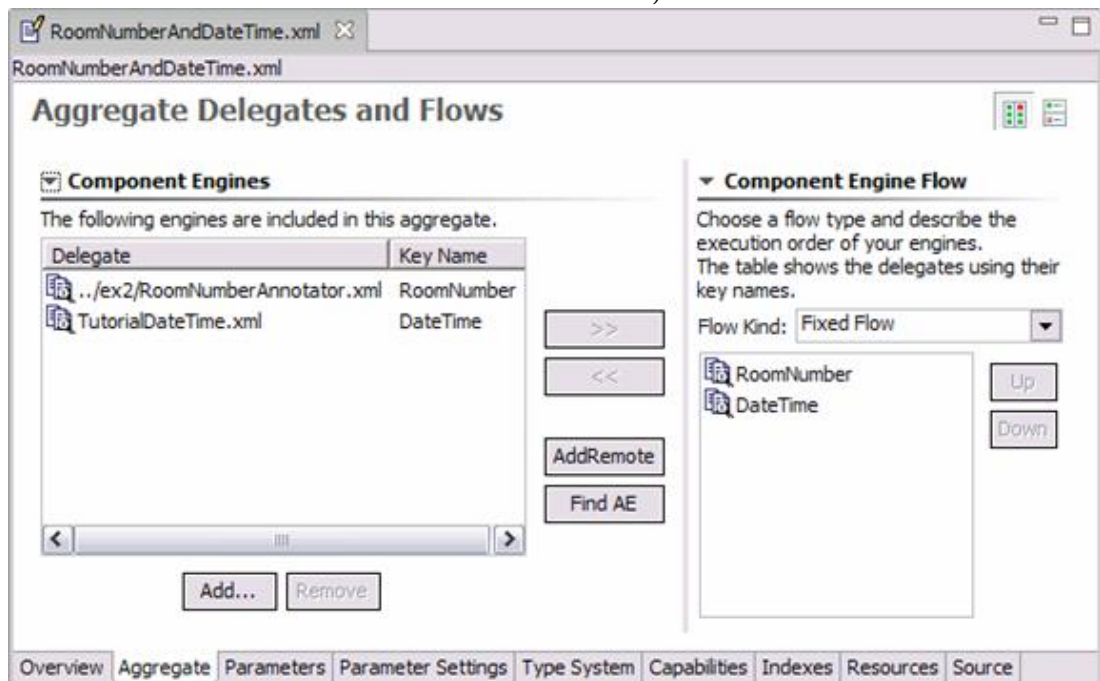 RoomNumberAndDateTime.xml
RoomNumberAndDateTime.xml
Aggregate Delegates and Flows
Component Engines
The following engines are included in this aggregate.
Delegate Key Name
../ex2/RoomNumberAnnotator.xml RoomNumber
TutorialDateTime.xml DateTime
>>
<<
AddRemote
Find AE
Add... Remove
Component Engine Flow
Choose a flow type and describe the
execution order of your engines.
The table shows the delegates using their
key names.
Flow Kind: Fixed Flow
RoomNumber
DateTime
Up
Down
Overview Aggregate Parameters Parameter Settings Type System Capabilities Indexes Resources Source